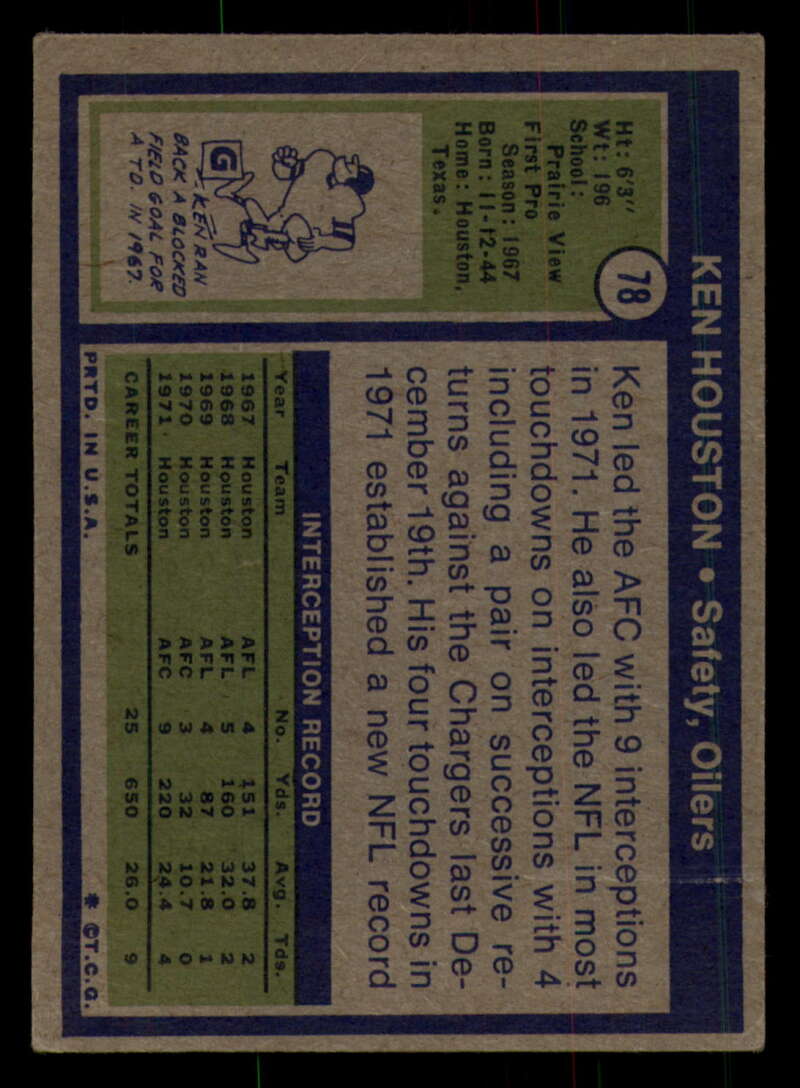 KEN HOUSTON • Safety, Oilers
78
Ht: 6'3"
Wt: 196
School:
Prairie View
First Pro
Season: 1967
Born: 11-12-44
Home: Houston,
Texas.
G
KEN RAN
BACK A BLOCKED
FIELD GOAL FOR
A TD. IN 1967.
Ken led the AFC with 9 interceptions
in 1971. He also led the NFL in most
touchdowns on interceptions with 4
including a pair on successive re-
turns against the Chargers last De-
cember 19th. His four touchdowns in
1971 established a new NFL record
INTERCEPTION RECORD
Year Team No. Yds. Avg. Tds.
1967 Houston AFL 4 151 37.8 2
1968 Houston AFL 5 160 32.0 2
1969 Houston AFL 4 87 21.8 1
1970 Houston AFC 3 32 10.7 0
1971 Houston AFC 9 220 24.4 4
CAREER TOTALS 25 650 26.0 9
PRTD. IN U.S.A. * ©T.C.G.